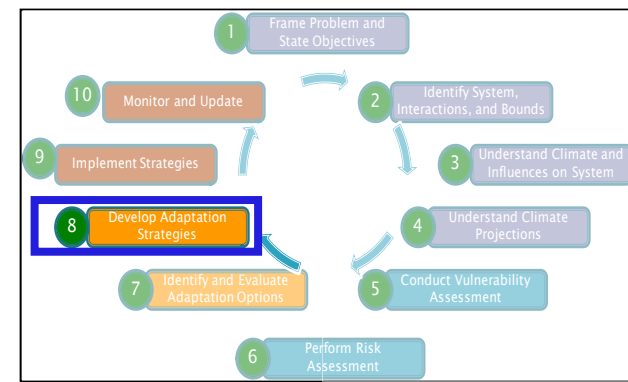 1
Frame Problem and
State Objectives
2
Identify System,
Interactions, and Bounds
3
Understand Climate and
Influences on System
4
Understand Climate
Projections
5
Conduct Vulnerability
Assessment
6
Perform Risk
Assessment
7
Identify and Evaluate
Adaptation Options
8
Develop Adaptation
Strategies
9
Implement Strategies
10
Monitor and Update